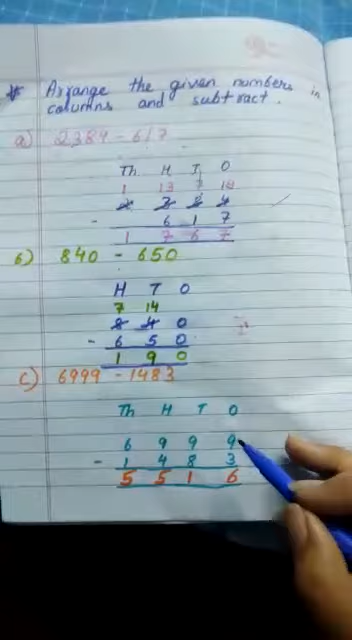 * Arrange the given numbers in
columns and subtract.
a) 2384 - 617
Th H T O
1 13 7 14
2 3 8 4
- 6 1 7
1 7 6 7
b) 840 - 650
H T O
7 14
8 4 0
- 6 5 0
1 9 0
c) 6999 - 1483
Th H T O
6 9 9 9
- 1 4 8 3
5 5 1 6